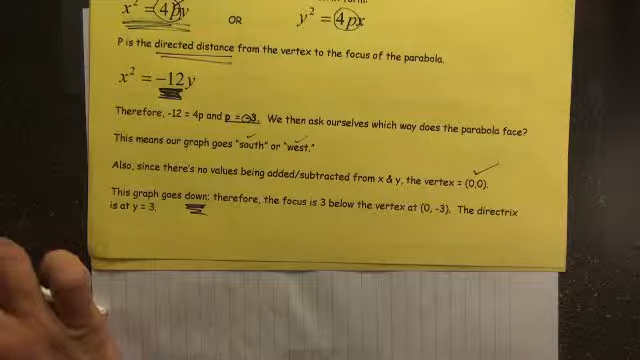 x² = 4py OR y² = 4px
P is the directed distance from the vertex to the focus of the parabola.
x² = −12y
Therefore, -12 = 4p and p = -3. We then ask ourselves which way does the parabola face?
This means our graph goes "south" or "west."
Also, since there's no values being added/subtracted from x & y, the vertex = (0,0).
This graph goes down; therefore, the focus is 3 below the vertex at (0, -3). The directrix
is at y = 3.